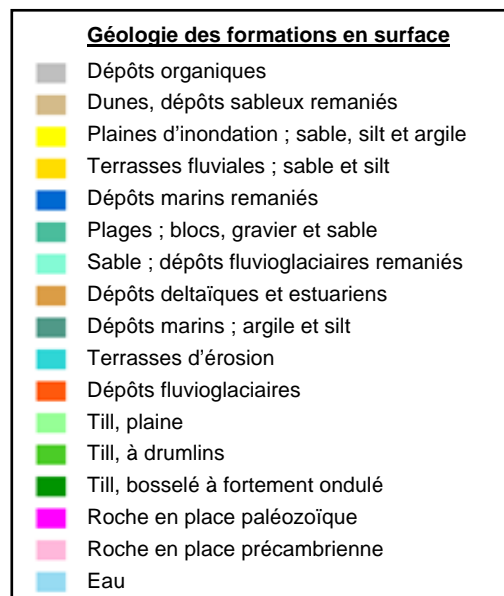 Géologie des formations en surface
Dépôts organiques
Dunes, dépôts sableux remaniés
Plaines d’inondation ; sable, silt et argile
Terrasses fluviales ; sable et silt
Dépôts marins remaniés
Plages ; blocs, gravier et sable
Sable ; dépôts fluvioglaciaires remaniés
Dépôts deltaïques et estuariens
Dépôts marins ; argile et silt
Terrasses d’érosion
Dépôts fluvioglaciaires
Till, plaine
Till, à drumlins
Till, bosselé à fortement ondulé
Roche en place paléozoïque
Roche en place précambrienne
Eau